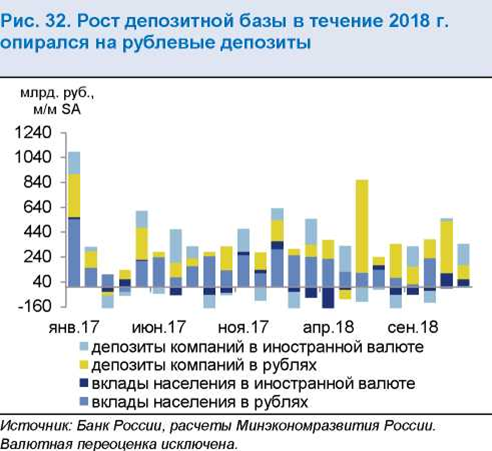 Рис. 32. Рост депозитной базы в течение 2018 г.
опирался на рублевые депозиты
млрд. руб.,
м/м SA
1240
1040
840
640
440
240
40
-160
янв.17 июн.17 ноя.17 апр.18 сен.18
депозиты компаний в иностранной валюте
депозиты компаний в рублях
вклады населения в иностранной валюте
вклады населения в рублях
Источник: Банк России, расчеты Минэкономразвития России.
Валютная переоценка исключена.